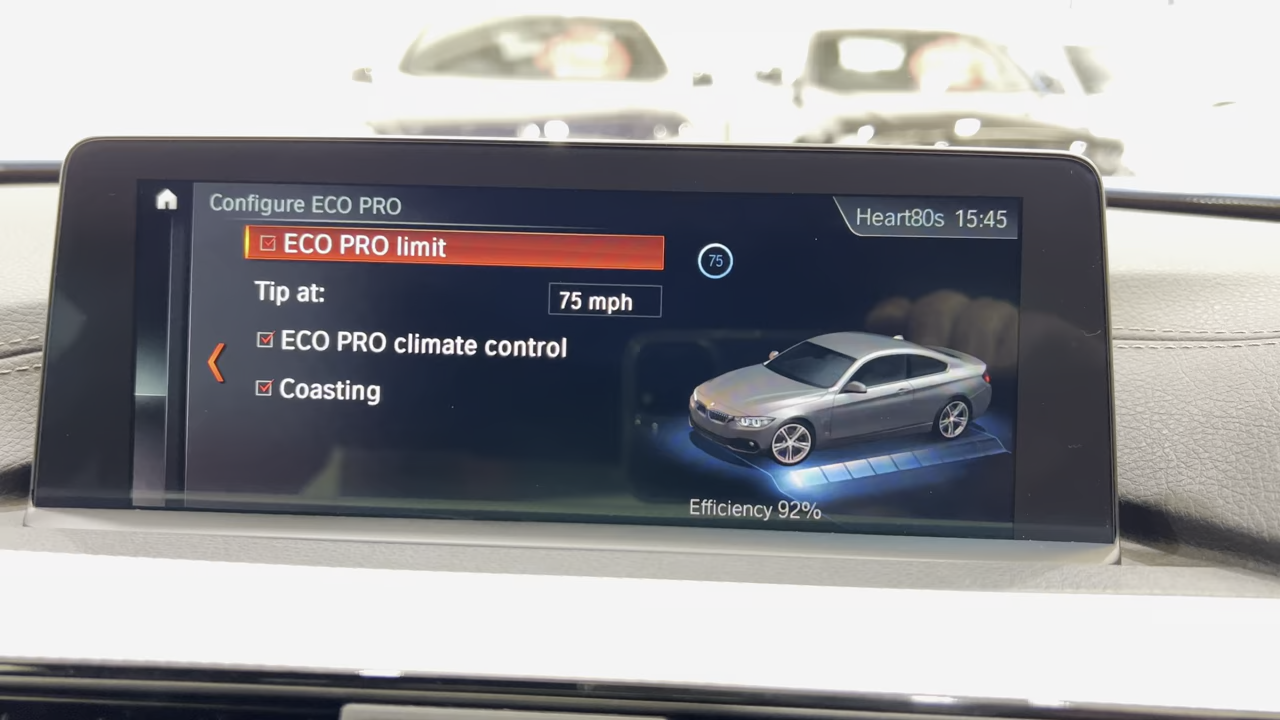 Configure ECO PRO
Heart80s 15:45
ECO PRO limit
75
Tip at:
75 mph
ECO PRO climate control
Coasting
Efficiency 92%